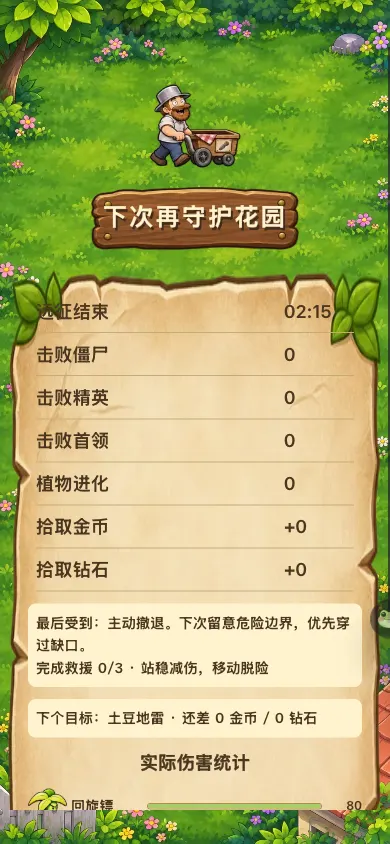 下次再守护花园
远征结束 02:15
击败僵尸 0
击败精英 0
击败首领 0
植物进化 0
拾取金币 +0
拾取钻石 +0
最后受到：主动撤退。下次留意危险边界，优先穿
过缺口。
完成救援 0/3 · 站稳减伤，移动脱险
下个目标：土豆地雷 · 还差 0 金币 / 0 钻石
实际伤害统计
回旋镖 80